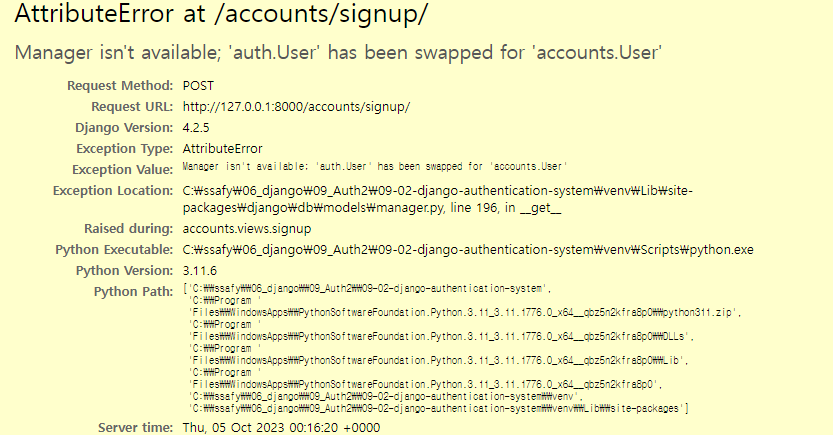 AttributeError at /accounts/signup/
Manager isn't available; 'auth.User' has been swapped for 'accounts.User'
Request Method: POST
Request URL: http://127.0.0.1:8000/accounts/signup/
Django Version: 4.2.5
Exception Type: AttributeError
Exception Value: Manager isn't available; 'auth.User' has been swapped for 'accounts.User'
Exception Location: C:₩ssafy₩06_django₩09_Auth2₩09-02-django-authentication-system₩venv₩Lib₩site-
packages₩django₩db₩models₩manager.py, line 196, in __get__
Raised during: accounts.views.signup
Python Executable: C:₩ssafy₩06_django₩09_Auth2₩09-02-django-authentication-system₩venv₩Scripts₩python.exe
Python Version: 3.11.6
Python Path: ['C:₩₩ssafy₩₩06_django₩₩09_Auth2₩₩09-02-django-authentication-system',
'C:₩₩Program '
'Files₩₩WindowsApps₩₩PythonSoftwareFoundation.Python.3.11_3.11.1776.0_x64__qbz5n2kfra8p0₩₩python311.zip',
'C:₩₩Program '
'Files₩₩WindowsApps₩₩PythonSoftwareFoundation.Python.3.11_3.11.1776.0_x64__qbz5n2kfra8p0₩₩DLLs',
'C:₩₩Program '
'Files₩₩WindowsApps₩₩PythonSoftwareFoundation.Python.3.11_3.11.1776.0_x64__qbz5n2kfra8p0₩₩Lib',
'C:₩₩Program '
'Files₩₩WindowsApps₩₩PythonSoftwareFoundation.Python.3.11_3.11.1776.0_x64__qbz5n2kfra8p0',
'C:₩₩ssafy₩₩06_django₩₩09_Auth2₩₩09-02-django-authentication-system₩₩venv',
'C:₩₩ssafy₩₩06_django₩₩09_Auth2₩₩09-02-django-authentication-system₩₩venv₩₩Lib₩₩site-packages']
Server time: Thu, 05 Oct 2023 00:16:20 +0000